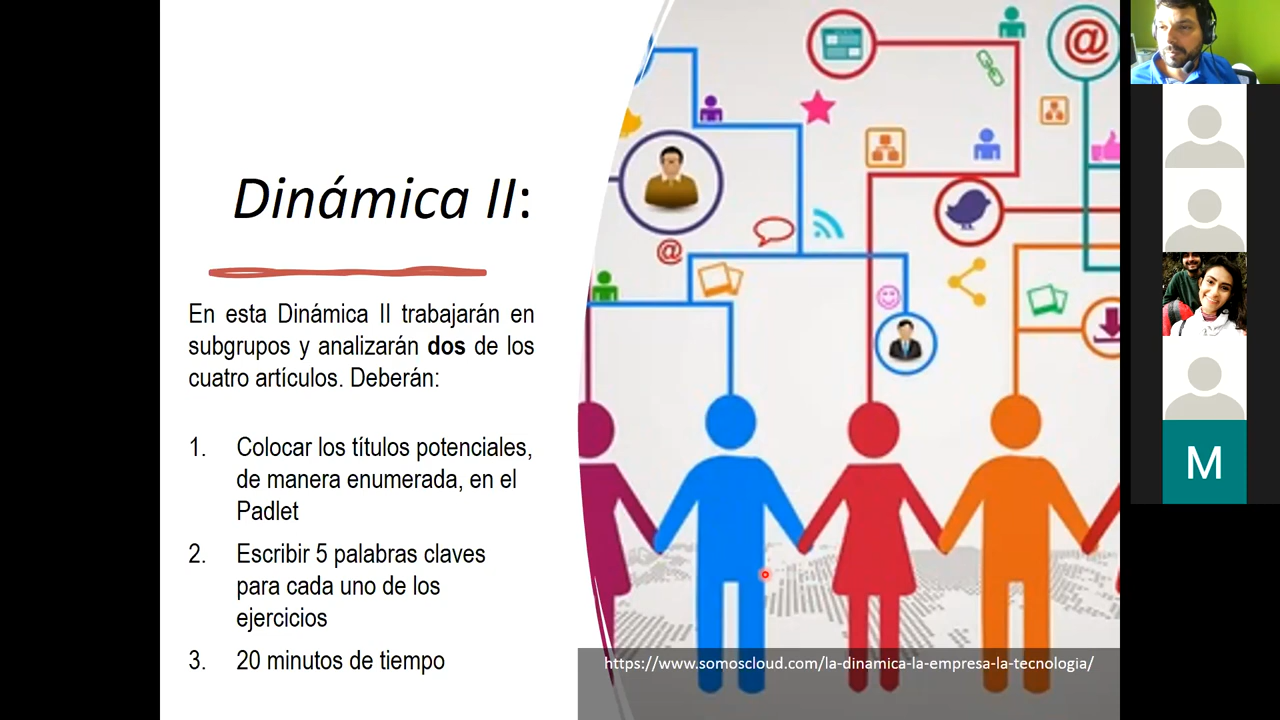 Dinámica II:
En esta Dinámica II trabajarán en
subgrupos y analizarán dos de los
cuatro artículos. Deberán:
1. Colocar los títulos potenciales,
de manera enumerada, en el
Padlet
2. Escribir 5 palabras claves
para cada uno de los
ejercicios
3. 20 minutos de tiempo
@
@
https://www.somoscloud.com/la-dinamica-la-empresa-la-tecnologia/
M